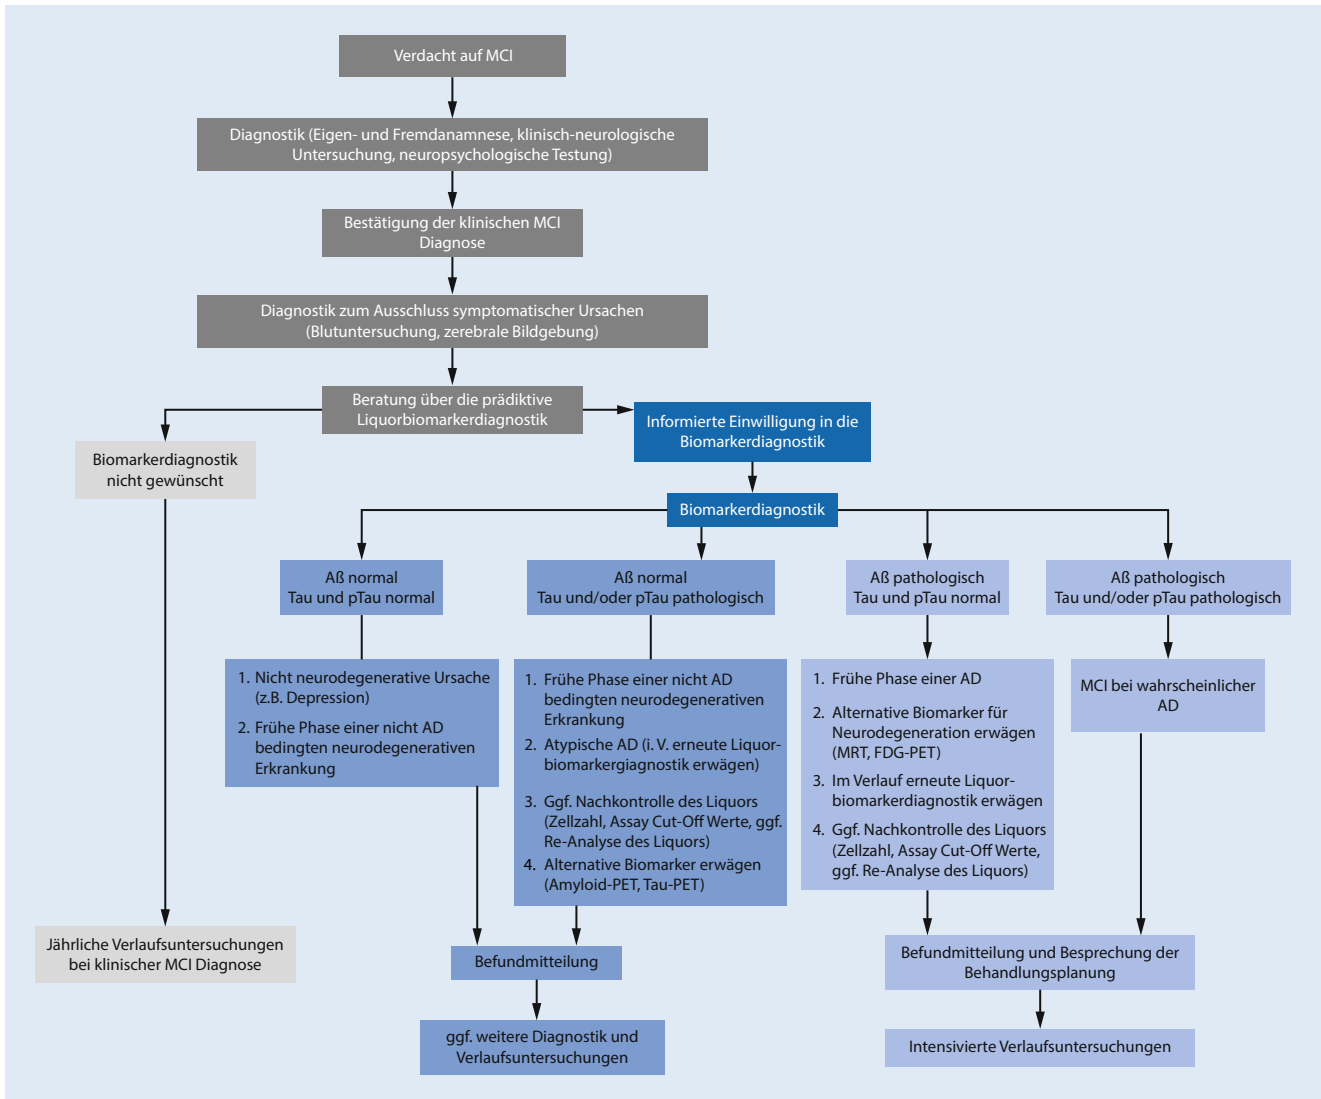 Verdacht auf MCI
Diagnostik (Eigen- und Fremdanamnese, klinisch-neurologische
Untersuchung, neuropsychologische Testung)
Bestätigung der klinischen MCI
Diagnose
Diagnostik zum Ausschluss symptomatischer Ursachen
(Blutuntersuchung, zerebrale Bildgebung)
Beratung über die prädiktive
Liquorbiomarkerdiagnostik
Informierte Einwilligung in die
Biomarkerdiagnostik
Biomarkerdiagnostik
nicht gewünscht
Biomarkerdiagnostik
Aß normal
Tau und pTau normal
Aß normal
Tau und/oder pTau pathologisch
Aß pathologisch
Tau und pTau normal
Aß pathologisch
Tau und/oder pTau pathologisch
1. Nicht neurodegenerative Ursache
(z.B. Depression)
2. Frühe Phase einer nicht AD
bedingten neurodegenerativen
Erkrankung
1. Frühe Phase einer nicht AD
bedingten neurodegenerativen
Erkrankung
2. Atypische AD (i. V. erneute Liquor-
biomarkergiagnostik erwägen)
3. Ggf. Nachkontrolle des Liquors
(Zellzahl, Assay Cut-Off Werte, ggf.
Re-Analyse des Liquors)
4. Alternative Biomarker erwägen
(Amyloid-PET, Tau-PET)
1. Frühe Phase einer AD
2. Alternative Biomarker für
Neurodegeneration erwägen
(MRT, FDG-PET)
3. Im Verlauf erneute Liquor-
biomarkerdiagnostik erwägen
4. Ggf. Nachkontrolle des Liquors
(Zellzahl, Assay Cut-Off Werte,
ggf. Re-Analyse des Liquors)
MCI bei wahrscheinlicher
AD
Jährliche Verlaufsuntersuchungen
bei klinischer MCI Diagnose
Befundmitteilung
Befundmitteilung und Besprechung der
Behandlungsplanung
ggf. weitere Diagnostik und
Verlaufsuntersuchungen
Intensivierte Verlaufsuntersuchungen